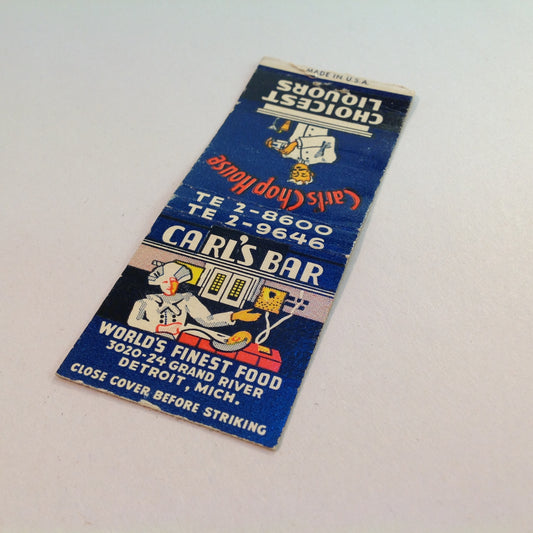 MADE IN U.S.A.
CHOICEST
LIQUORS
Carl's Chop House
TE 2-8600
TE 2-9646
CARL'S BAR
WORLD'S FINEST FOOD
3020-24 GRAND RIVER
DETROIT, MICH.
CLOSE COVER BEFORE STRIKING